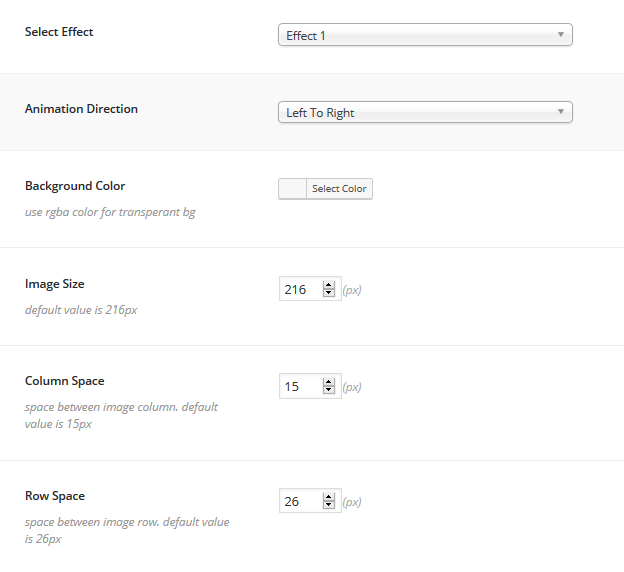 Select Effect
Effect 1
Animation Direction
Left To Right
Background Color
Select Color
use rgba color for transperant bg
Image Size
216 (px)
default value is 216px
Column Space
15 (px)
space between image column. default
value is 15px
Row Space
26 (px)
space between image row. default value
is 26px